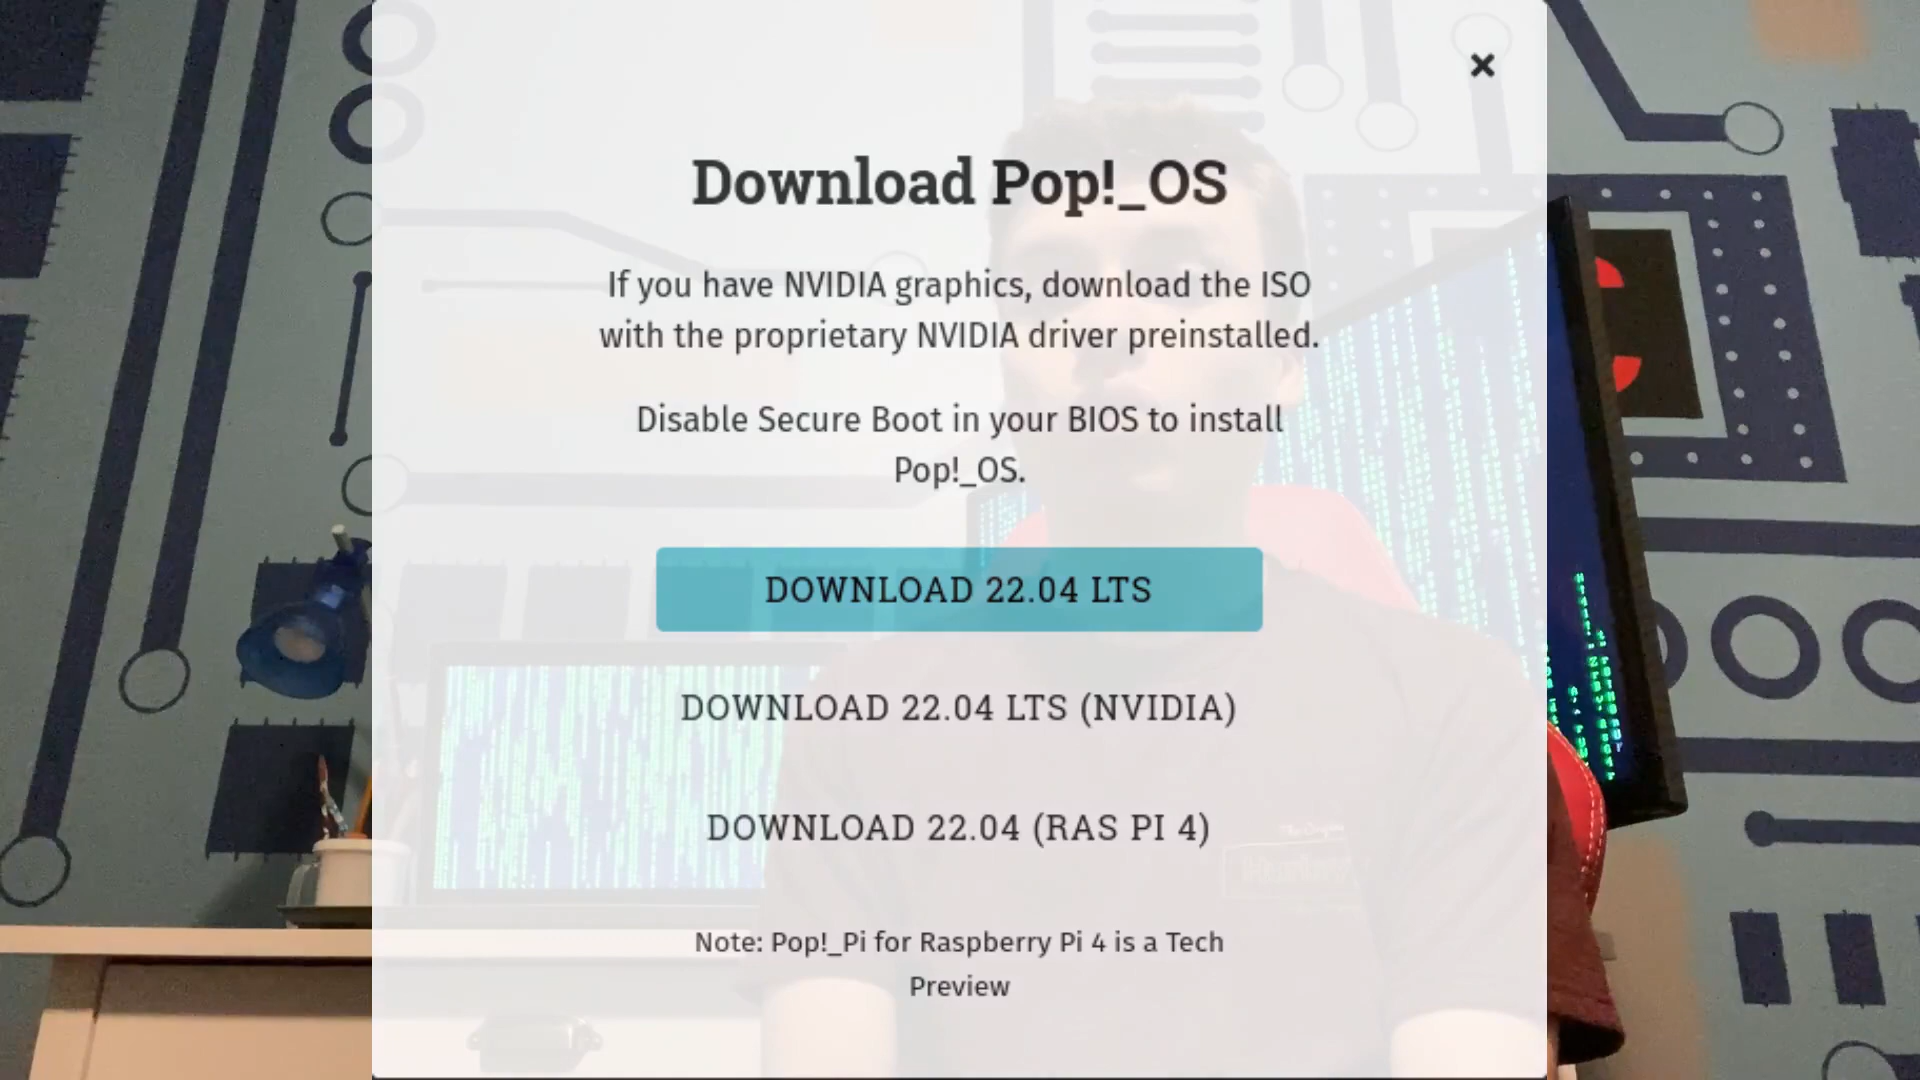 Download Pop!_OS
If you have NVIDIA graphics, download the ISO
with the proprietary NVIDIA driver preinstalled.
Disable Secure Boot in your BIOS to install
Pop!_OS.
DOWNLOAD 22.04 LTS
DOWNLOAD 22.04 LTS (NVIDIA)
DOWNLOAD 22.04 (RAS PI 4)
Note: Pop!_Pi for Raspberry Pi 4 is a Tech
Preview